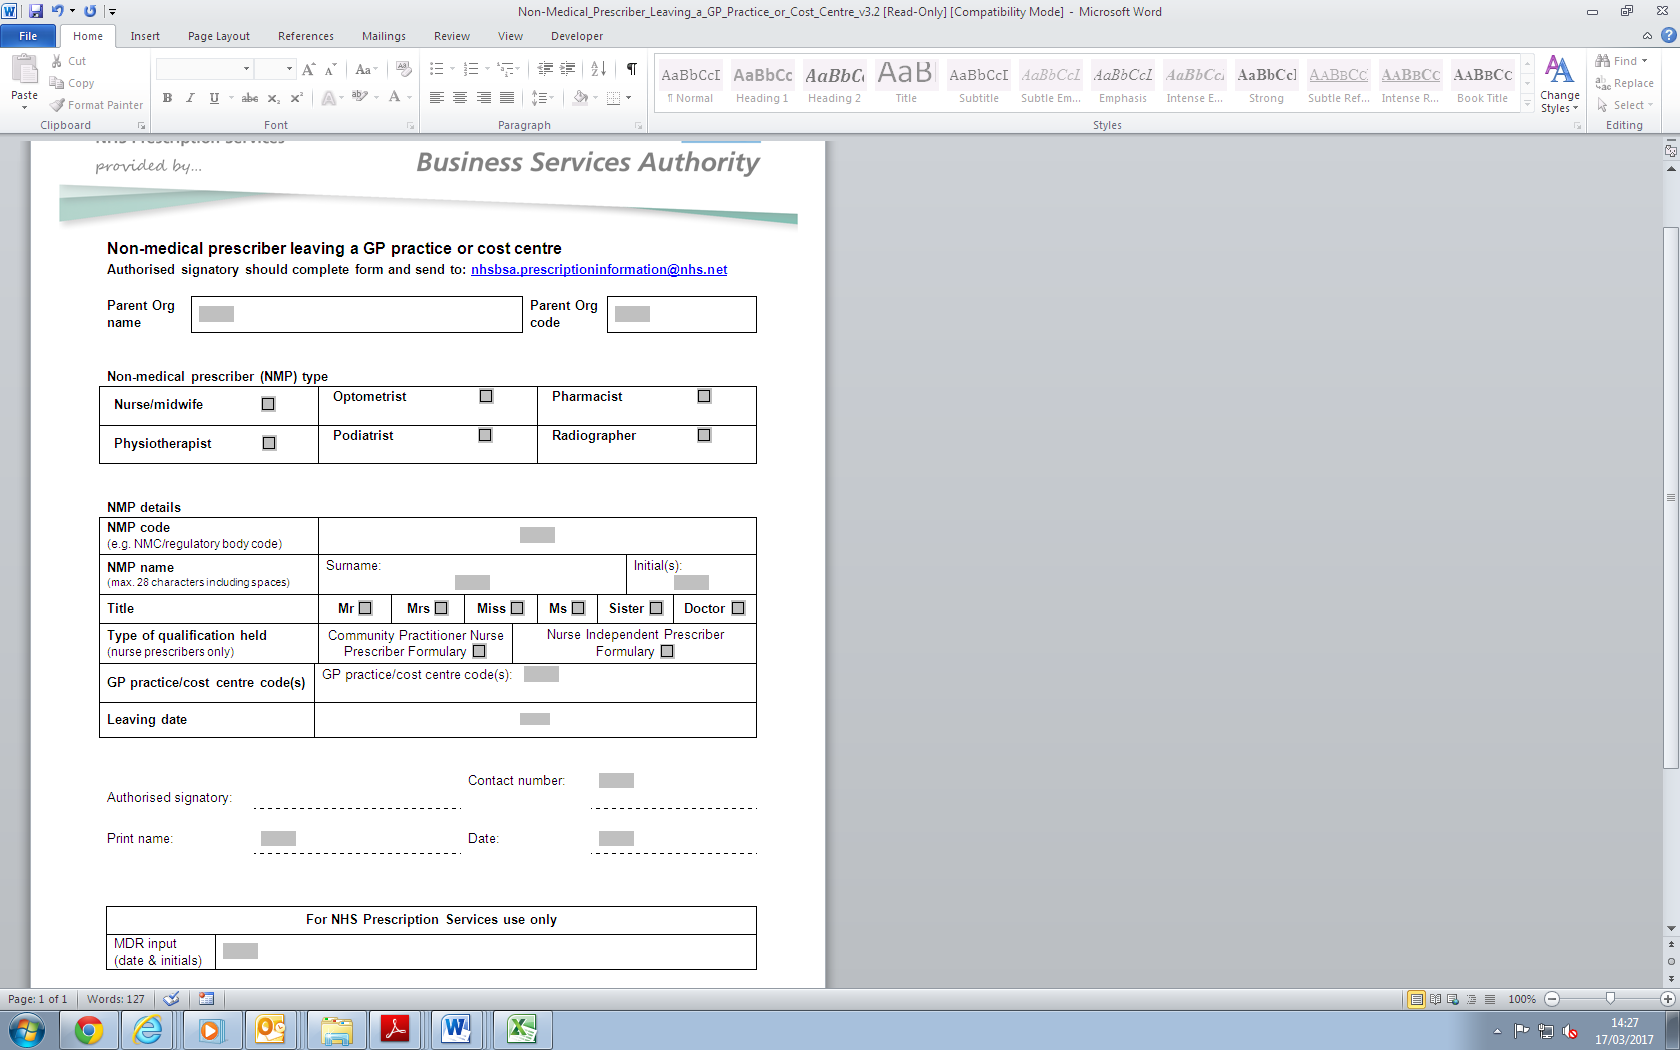 Non-Medical_Prescriber_Leaving_a_GP_Practice_or_Cost_Centre_v3.2 [Read-Only] [Compatibility Mode] - Microsoft Word
File Home Insert Page Layout References Mailings Review View Developer
Paste
Cut
Copy
Format Painter
Clipboard
Font
Paragraph
AaBbCcI AaBbCc AaBbC AaB AaBbCcI AaBbCcL AaBbCcL AaBbCcL AaBbCcI AaBbCc AaBbCc AaBbCc
¶ Normal Heading 1 Heading 2 Title Subtitle Subtle Em... Emphasis Intense E... Strong Subtle Ref... Intense R... Book Title
Styles
Change Styles
Find
Replace
Select
Editing
NHS Prescription Services
provided by...
Business Services Authority
Non-medical prescriber leaving a GP practice or cost centre
Authorised signatory should complete form and send to: nhsbsa.prescriptioninformation@nhs.net
Parent Org name
Parent Org code
Non-medical prescriber (NMP) type
Nurse/midwife Optometrist Pharmacist
Physiotherapist Podiatrist Radiographer
NMP details
NMP code
(e.g. NMC/regulatory body code)
NMP name
(max. 28 characters including spaces)
Surname: Initial(s):
Title Mr Mrs Miss Ms Sister Doctor
Type of qualification held
(nurse prescribers only)
Community Practitioner Nurse
Prescriber Formulary
Nurse Independent Prescriber
Formulary
GP practice/cost centre code(s) GP practice/cost centre code(s):
Leaving date
Contact number:
Authorised signatory:
Print name: Date:
For NHS Prescription Services use only
MDR input
(date & initials)
Page: 1 of 1 Words: 127 100%
14:27
17/03/2017